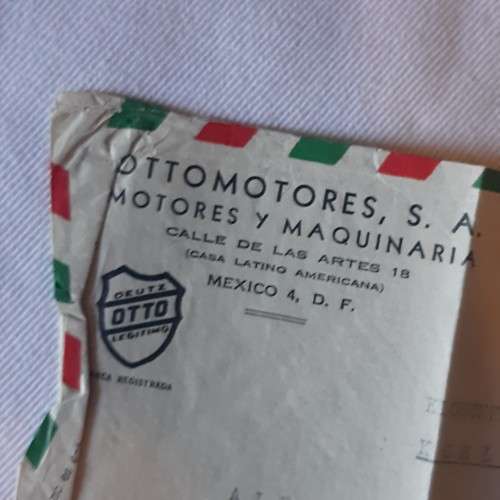 OTTOMOTORES, S. A.
MOTORES Y MAQUINARIA
CALLE DE LAS ARTES 18
(CASA LATINO AMERICANA)
MEXICO 4, D. F.
DEUTZ
OTTO
LEGITIMO
REGISTRADA